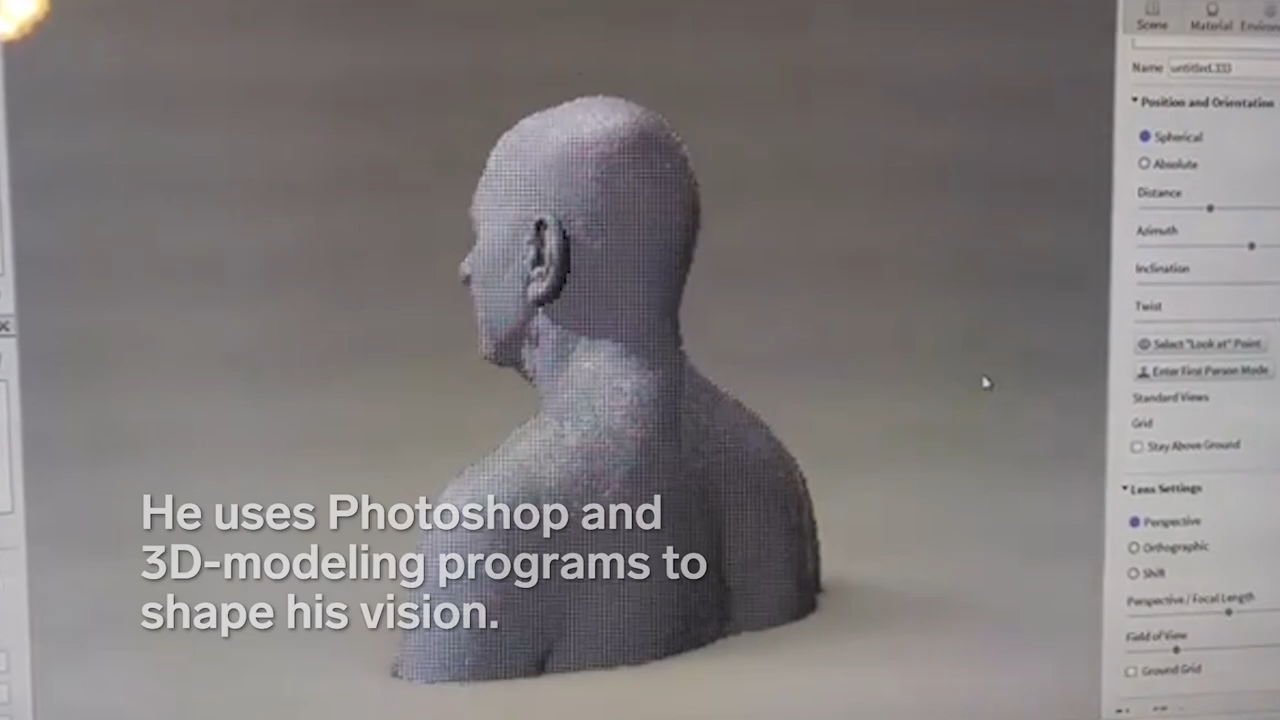 Scene Material
Name untitled.333
Position and Orientation
Spherical
Absolute
Distance
Azimuth
Inclination
Twist
Select "Look at" Point
Enter First Person Mode
Standard Views
Grid
Stay Above Ground
Lens Settings
Perspective
Orthographic
Shift
Perspective / Focal Length
Field of View
Ground Grid
He uses Photoshop and
3D-modeling programs to
shape his vision.